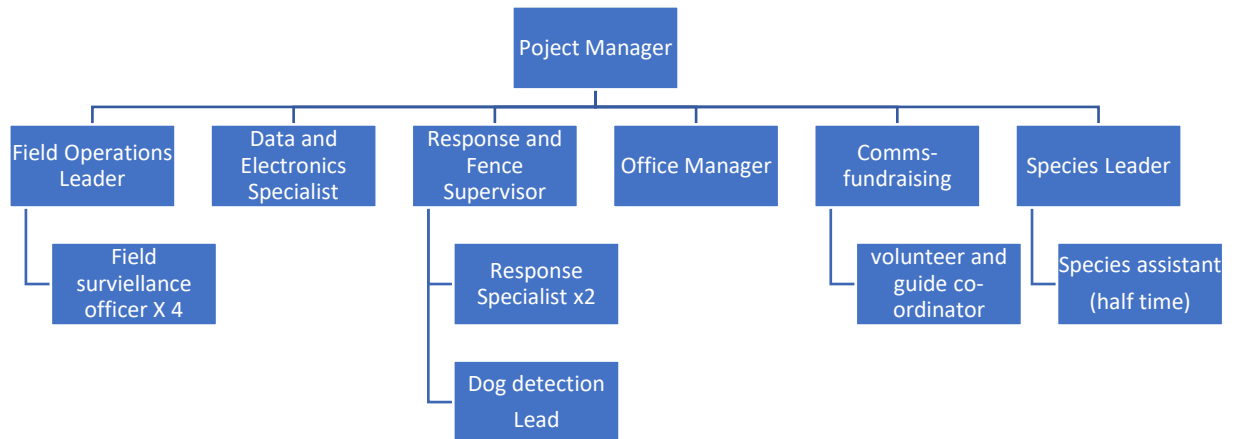 Poject Manager
Field Operations
Leader
Data and
Electronics
Specialist
Response and
Fence
Supervisor
Office Manager
Comms-
fundraising
Species Leader
Field
surviellance
officer X 4
Response
Specialist x2
Dog detection
Lead
volunteer and
guide co-
ordinator
Species assistant
(half time)